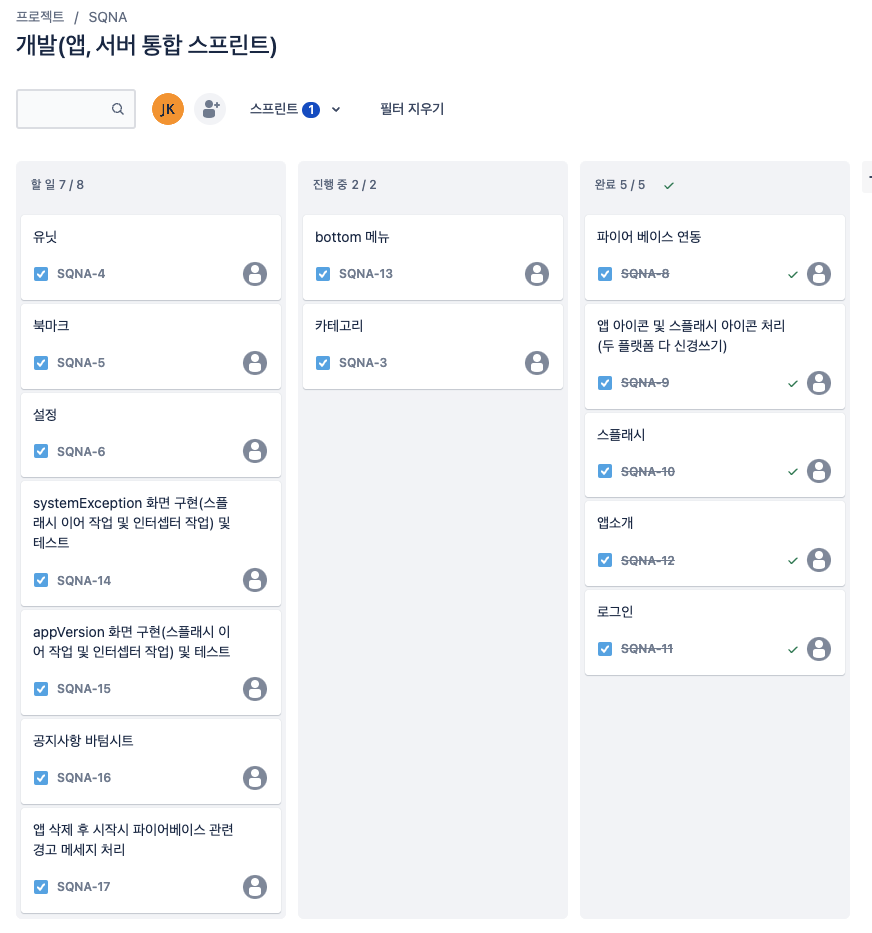 프로젝트 / SQNA
개발(앱, 서버 통합 스프린트)
JK
스프린트 1
필터 지우기
할 일 7 / 8
유닛
SQNA-4
북마크
SQNA-5
설정
SQNA-6
systemException 화면 구현(스플
래시 이어 작업 및 인터셉터 작업) 및
테스트
SQNA-14
appVersion 화면 구현(스플래시 이
어 작업 및 인터셉터 작업) 및 테스트
SQNA-15
공지사항 바텀시트
SQNA-16
앱 삭제 후 시작시 파이어베이스 관련
경고 메세지 처리
SQNA-17
진행 중 2 / 2
bottom 메뉴
SQNA-13
카테고리
SQNA-3
완료 5 / 5
파이어 베이스 연동
SQNA-8
앱 아이콘 및 스플래시 아이콘 처리
(두 플랫폼 다 신경쓰기)
SQNA-9
스플래시
SQNA-10
앱소개
SQNA-12
로그인
SQNA-11